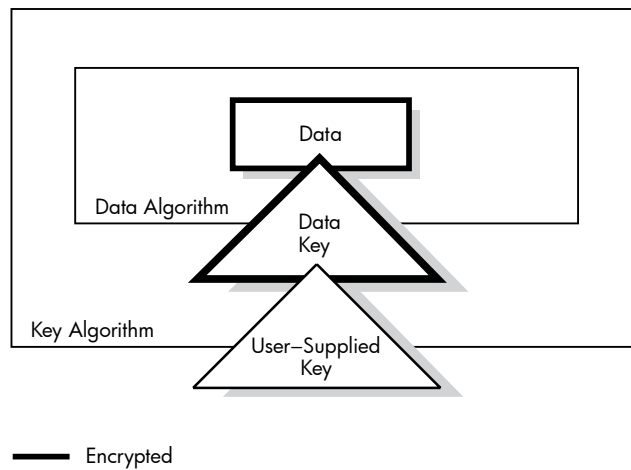 Data
Data Algorithm
Data
Key
Key Algorithm
User–Supplied
Key
Encrypted